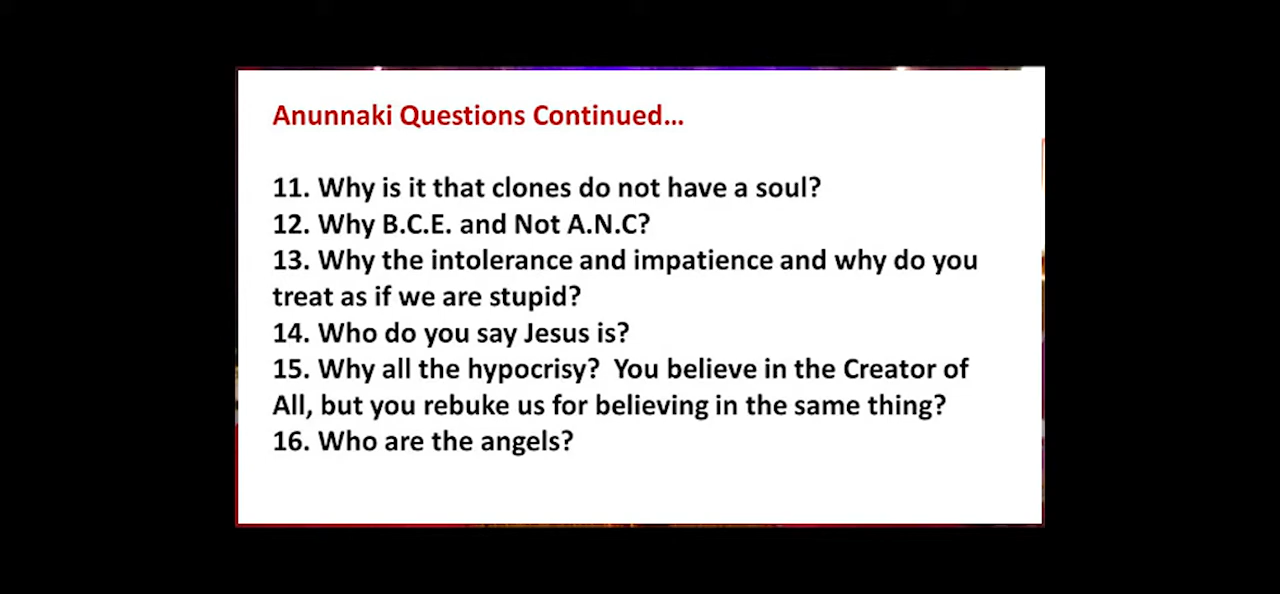 Anunnaki Questions Continued...
11. Why is it that clones do not have a soul?
12. Why B.C.E. and Not A.N.C?
13. Why the intolerance and impatience and why do you
treat as if we are stupid?
14. Who do you say Jesus is?
15. Why all the hypocrisy?  You believe in the Creator of
All, but you rebuke us for believing in the same thing?
16. Who are the angels?